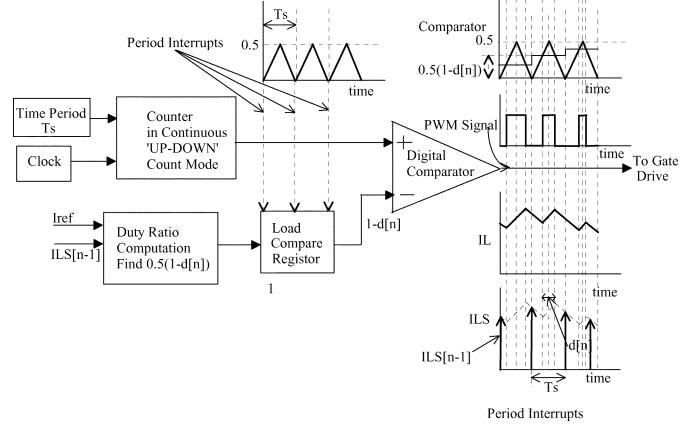 Ts
Period Interrupts
0.5
time
Comparator
0.5
0.5(1-d[n])
time
Time Period
Ts
Clock
Counter
in Continuous
'UP-DOWN'
Count Mode
+
Digital
Comparator
−
PWM Signal
time
To Gate
Drive
Iref
ILS[n-1]
Duty Ratio
Computation
Find 0.5(1-d[n])
Load
Compare
Registor
1
1-d[n]
IL
time
ILS
ILS[n-1]
d[n]
Ts
time
Period Interrupts